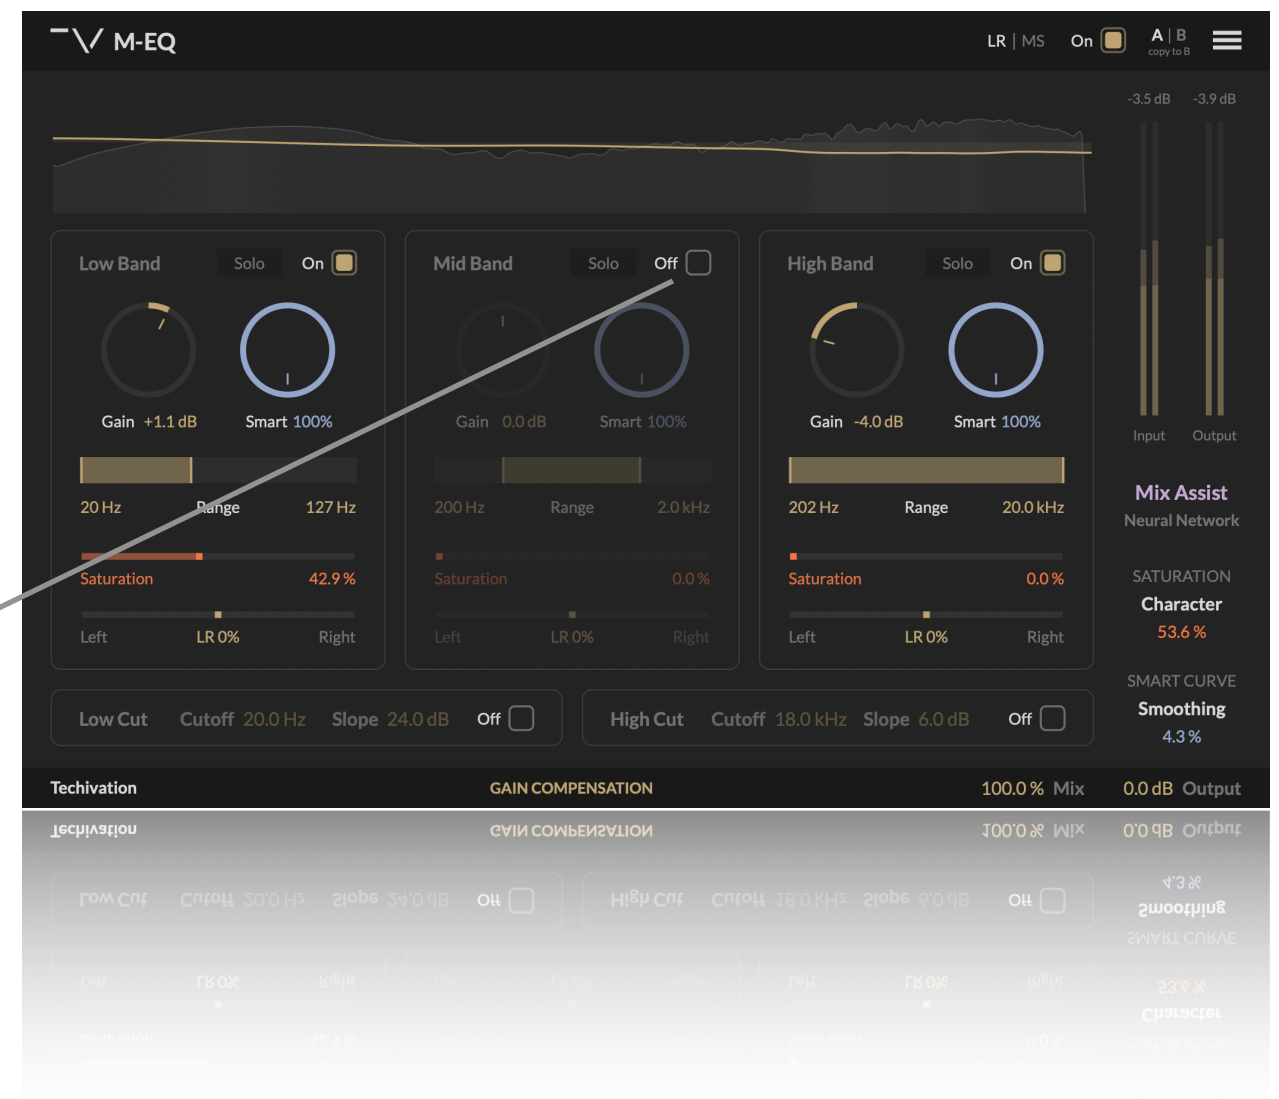 M-EQ
LR | MS On A | B
copy to B
-3.5 dB -3.9 dB
Low Band Solo On
Mid Band Solo Off
High Band Solo On
Gain +1.1 dB Smart 100%
Gain 0.0 dB Smart 100%
Gain -4.0 dB Smart 100%
Input Output
20 Hz Range 127 Hz
200 Hz Range 2.0 kHz
202 Hz Range 20.0 kHz
Mix Assist
Neural Network
Saturation 42.9 %
Saturation 0.0 %
Saturation 0.0 %
SATURATION
Character
53.6 %
Left LR 0% Right
Left LR 0% Right
Left LR 0% Right
SMART CURVE
Smoothing
4.3 %
Low Cut Cutoff 20.0 Hz Slope 24.0 dB Off
High Cut Cutoff 18.0 kHz Slope 6.0 dB Off
Techivation GAIN COMPENSATION 100.0 % Mix 0.0 dB Output